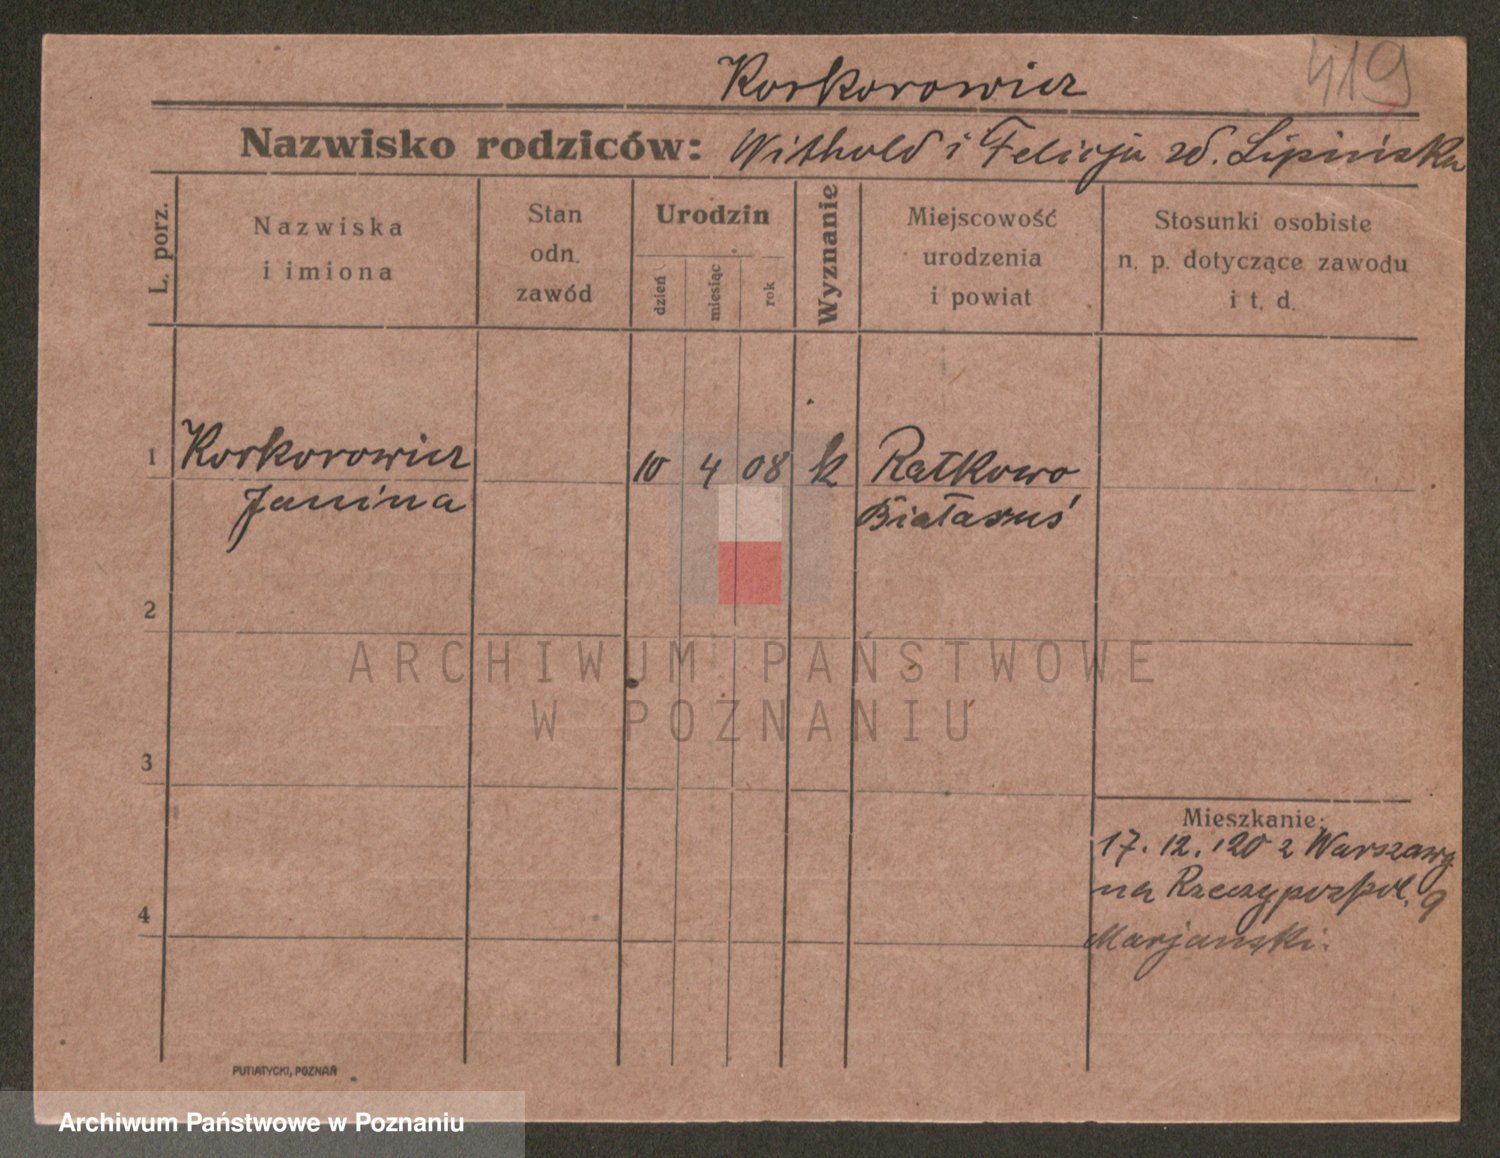 419
Korkorowicz
Nazwisko rodziców: Withold i Felicja zd. Lipińska
L. porz.
Nazwiska
i imiona
Stan
odn.
zawód
Urodzin
dzień
miesiąc
rok
Wyznanie
Miejscowość
urodzenia
i powiat
Stosunki osobiste
n. p. dotyczące zawodu
i t. d.
1 Korkorowicz 10 4 08 k Ratkowo
Janina
2
ARCHIWUM PAŃSTWOWE
W POZNANIU
3
Mieszkanie:
17. 12. '20 z Warszawy
na Rzeczypospol. 9
4
Marjański.
PUTIATYCKI, POZNAŃ
Archiwum Państwowe w Poznaniu